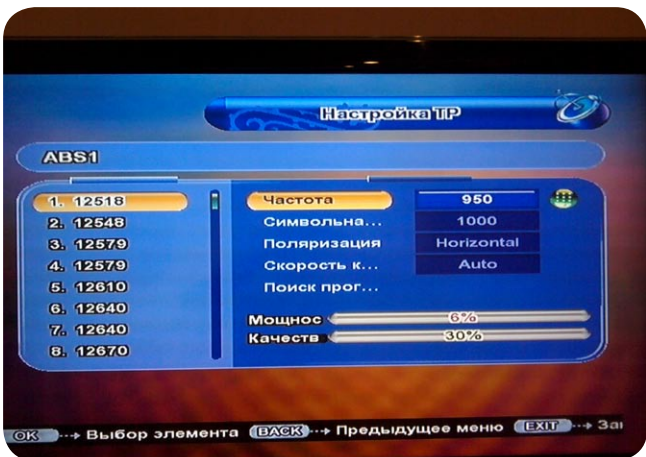 Настройка TP
ABS1
1. 12518
2. 12548
3. 12579
4. 12579
5. 12610
6. 12640
7. 12640
8. 12670
Частота 950
Символьна... 1000
Поляризация Horizontal
Скорость к... Auto
Поиск прог...
Мощнос 6%
Качеств 30%
OK Выбор элемента BACK Предыдущее меню EXIT